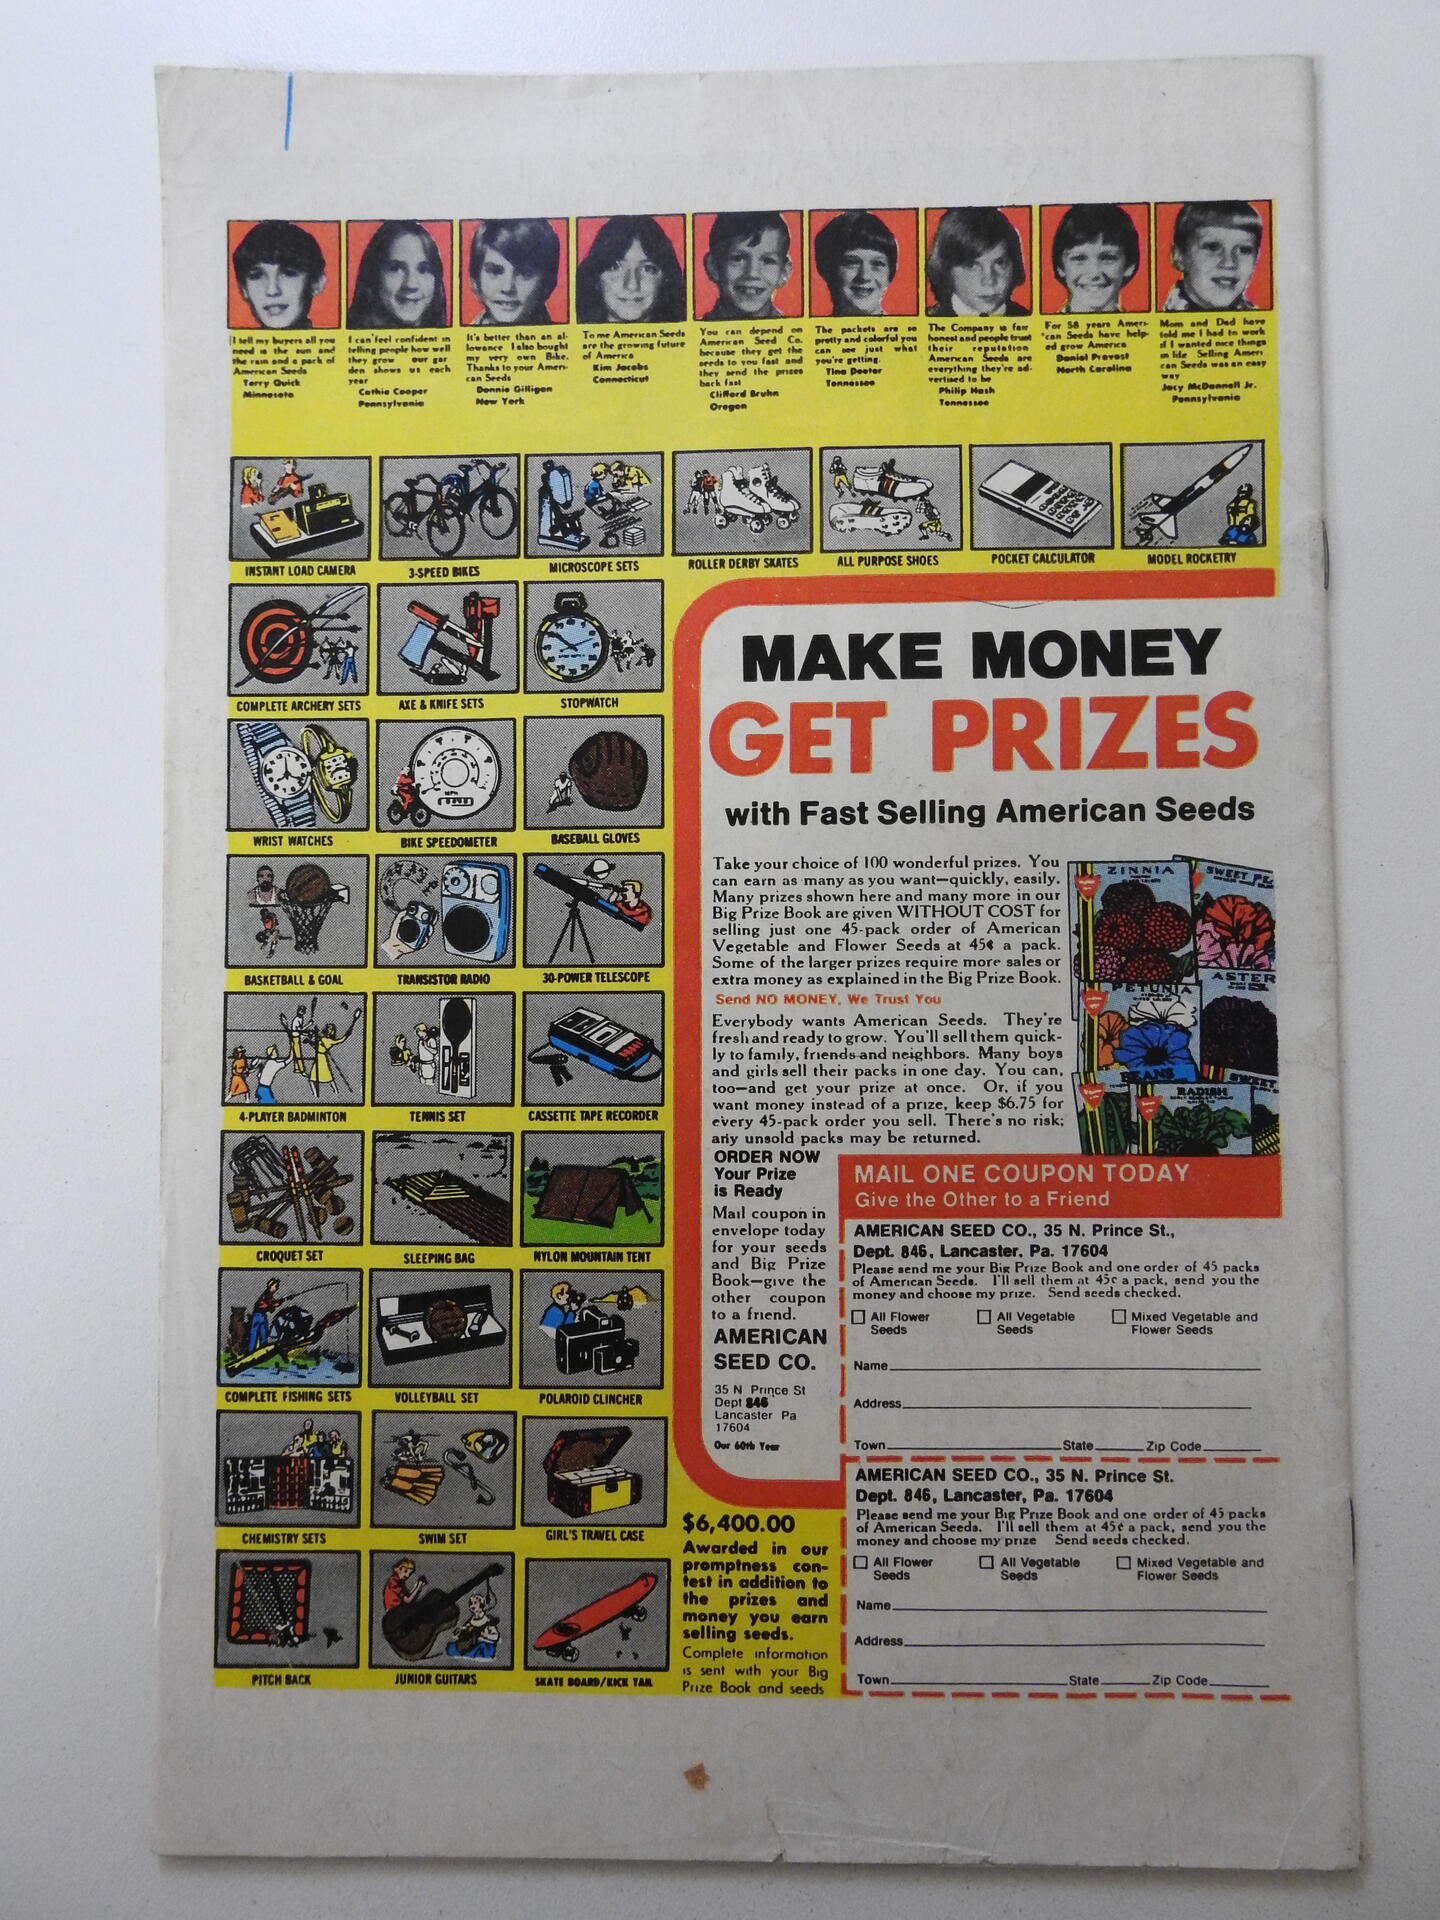 I tell my buyers all you
need is the sun and
the rain and a pack of
American Seeds
Terry Quick
Minnesota
I can feel confident in
telling people how well
they grow our gar
den shows us each
year
Cathie Cooper
Pennsylvania
It's better than an al-
lowance. I also bought
my very own Bike.
Thanks to your Ameri-
can Seeds
Donnie Gilligan
New York
To me American Seeds
are the growing future
of America
Kim Jacobs
Connecticut
You can depend on
American Seed Co.
because they get the
seeds to you fast and
they send the prizes
back fast
Clifford Bruhn
Oregon
The packets are so
pretty and colorful you
can see just what
you're getting.
Tina Deeter
Tennessee
The Company is fair
honest and people trust
their reputation
American Seeds are
everything they're ad-
vertised to be
Philip Hash
Tennessee
For 58 years Ameri-
can Seeds have help-
ed grow America
Daniel Provost
North Carolina
Mom and Dad have
told me I had to work
if I wanted nice things
in life Selling Ameri
can Seeds was an easy
way
Jacy McDannell Jr.
Pennsylvania
INSTANT LOAD CAMERA
3-SPEED BIKES
MICROSCOPE SETS
ROLLER DERBY SKATES
ALL PURPOSE SHOES
POCKET CALCULATOR
MODEL ROCKETRY
COMPLETE ARCHERY SETS
AXE & KNIFE SETS
STOPWATCH
WRIST WATCHES
BIKE SPEEDOMETER
BASEBALL GLOVES
BASKETBALL & GOAL
TRANSISTOR RADIO
30-POWER TELESCOPE
4-PLAYER BADMINTON
TENNIS SET
CASSETTE TAPE RECORDER
CROQUET SET
SLEEPING BAG
NYLON MOUNTAIN TENT
COMPLETE FISHING SETS
VOLLEYBALL SET
POLAROID CLINCHER
CHEMISTRY SETS
SWIM SET
GIRL'S TRAVEL CASE
PITCH BACK
JUNIOR GUITARS
SKATE BOARD/KICK TAIL
MAKE MONEY
GET PRIZES
with Fast Selling American Seeds
Take your choice of 100 wonderful prizes. You
can earn as many as you want—quickly, easily.
Many prizes shown here and many more in our
Big Prize Book are given WITHOUT COST for
selling just one 45-pack order of American
Vegetable and Flower Seeds at 45¢ a pack.
Some of the larger prizes require more sales or
extra money as explained in the Big Prize Book.
Send NO MONEY, We Trust You
Everybody wants American Seeds. They're
fresh and ready to grow. You'll sell them quick-
ly to family, friends and neighbors. Many boys
and girls sell their packs in one day. You can,
too—and get your prize at once. Or, if you
want money instead of a prize, keep $6.75 for
every 45-pack order you sell. There's no risk;
any unsold packs may be returned.
ZINNIA
SWEET PE
ASTER
PETUNIA
BEANS
RADISH
SWEET
ORDER NOW
Your Prize
is Ready
Mail coupon in
envelope today
for your seeds
and Big Prize
Book—give the
other coupon
to a friend.
AMERICAN
SEED CO.
35 N Prince St
Dept 846
Lancaster Pa
17604
Our 60th Year
$6,400.00
Awarded in our
promptness con-
test in addition to
the prizes and
money you earn
selling seeds.
Complete information
is sent with your Big
Prize Book and seeds
MAIL ONE COUPON TODAY
Give the Other to a Friend
AMERICAN SEED CO., 35 N. Prince St.,
Dept. 846, Lancaster, Pa. 17604
Please send me your Big Prize Book and one order of 45 packs
of American Seeds. I'll sell them at 45¢ a pack, send you the
money and choose my prize. Send seeds checked.
All Flower Seeds
All Vegetable Seeds
Mixed Vegetable and Flower Seeds
Name
Address
Town State Zip Code
AMERICAN SEED CO., 35 N. Prince St.
Dept. 846, Lancaster, Pa. 17604
Please send me your Big Prize Book and one order of 45 packs
of American Seeds. I'll sell them at 45¢ a pack, send you the
money and choose my prize Send seeds checked.
All Flower Seeds
All Vegetable Seeds
Mixed Vegetable and Flower Seeds
Name
Address
Town State Zip Code